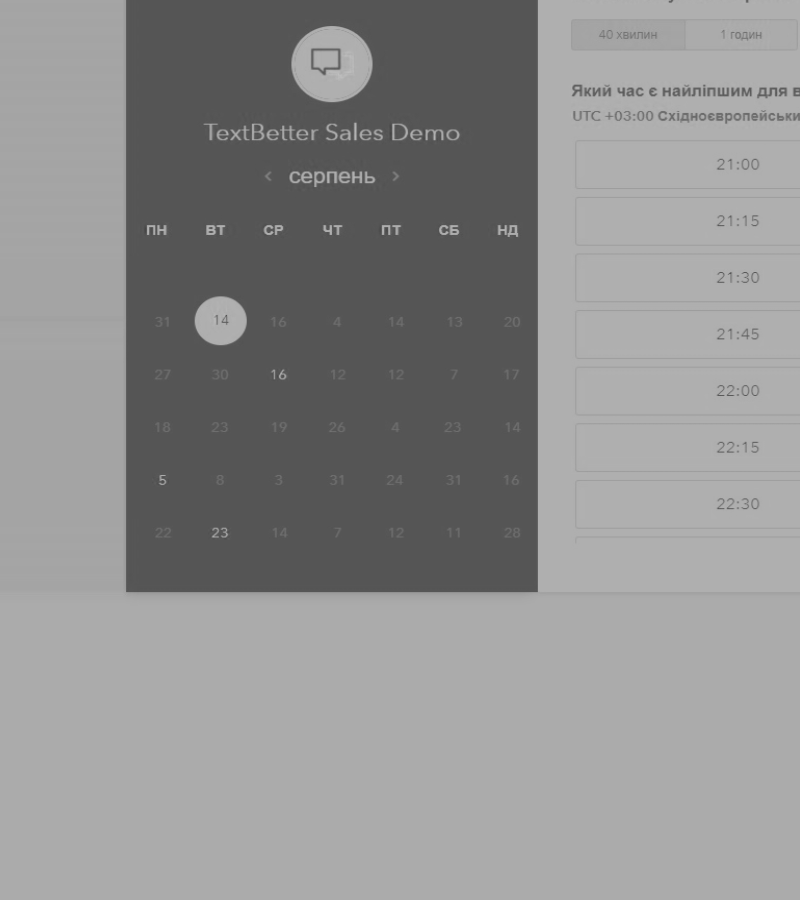 TextBetter Sales Demo
‹ серпень ›
ПН ВТ СР ЧТ ПТ СБ НД
31 14 16 4 14 13 20
27 30 16 12 12 7 17
18 23 19 26 4 23 14
5 8 3 31 24 31 16
22 23 14 7 12 11 28
40 хвилин 1 годин
Який час є найліпшим для
UTC +03:00
21:00
21:15
21:30
21:45
22:00
22:15
22:30